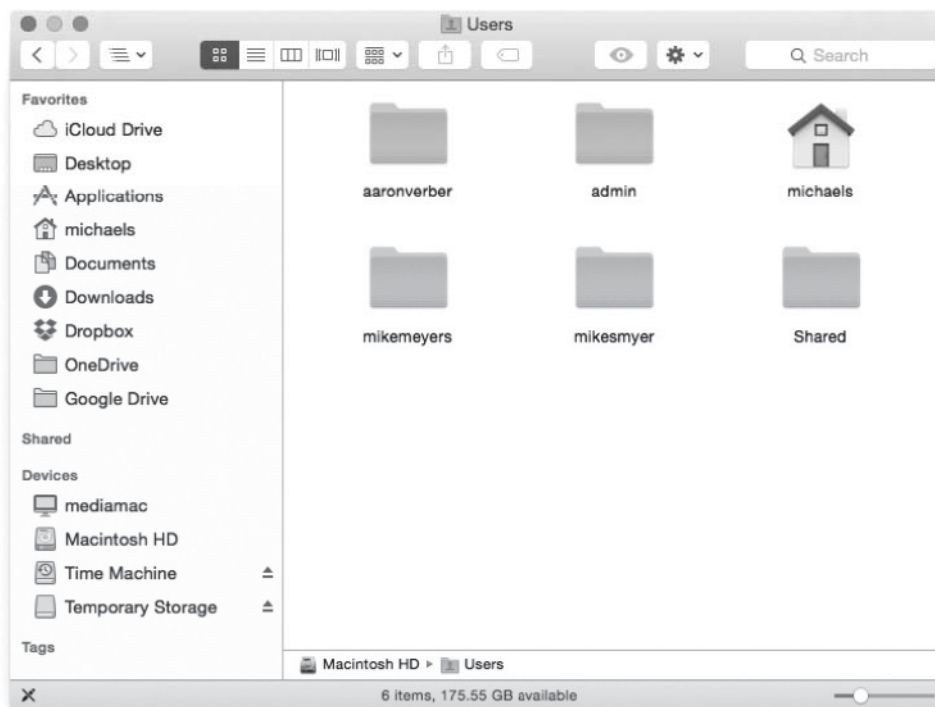 Users
Search
Favorites
iCloud Drive
Desktop
Applications
michaels
Documents
Downloads
Dropbox
OneDrive
Google Drive
Shared
Devices
mediamac
Macintosh HD
Time Machine
Temporary Storage
Tags
aaronverber
admin
michaels
mikemeyers
mikesmyer
Shared
Macintosh HD ▸ Users
6 items, 175.55 GB available